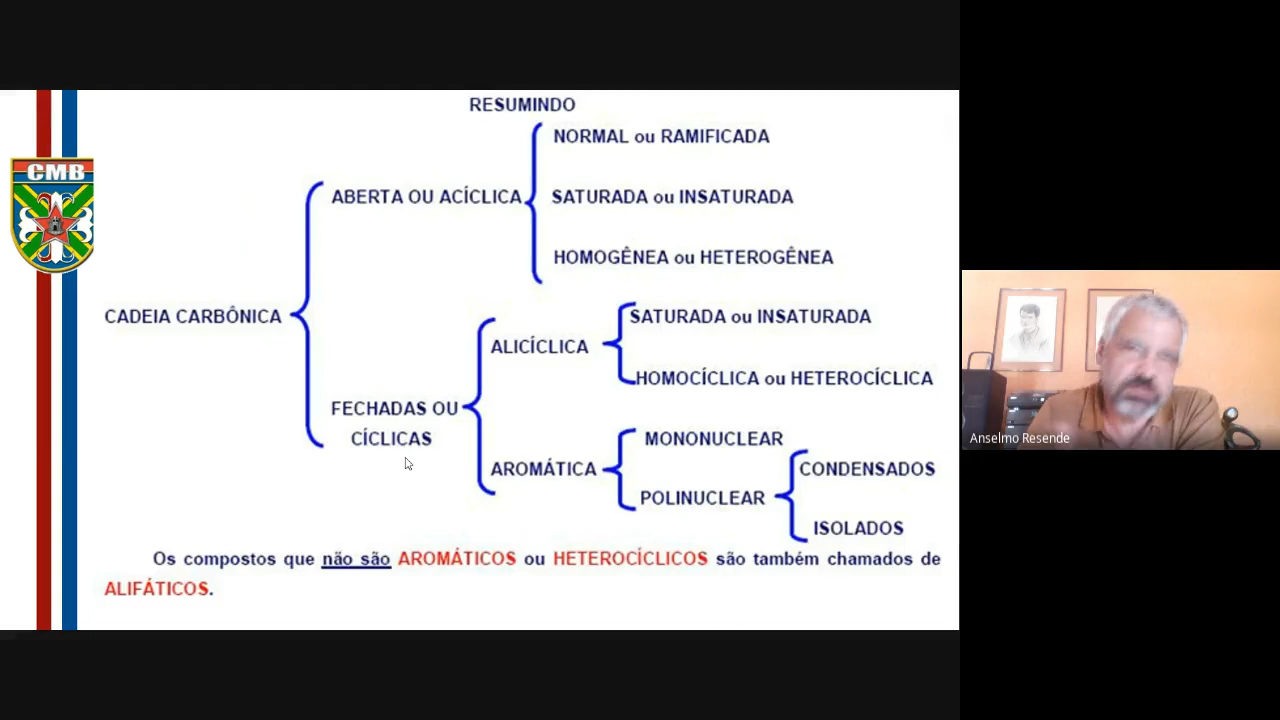 RESUMINDO
NORMAL ou RAMIFICADA
ABERTA OU ACÍCLICA
SATURADA ou INSATURADA
HOMOGÊNEA ou HETEROGÊNEA
CADEIA CARBÔNICA
SATURADA ou INSATURADA
ALICÍCLICA
HOMOCÍCLICA ou HETEROCÍCLICA
FECHADAS OU
CÍCLICAS
MONONUCLEAR
AROMÁTICA
CONDENSADOS
POLINUCLEAR
ISOLADOS
Os compostos que não são AROMÁTICOS ou HETEROCÍCLICOS são também chamados de
ALIFÁTICOS.
CMB
Anselmo Resende